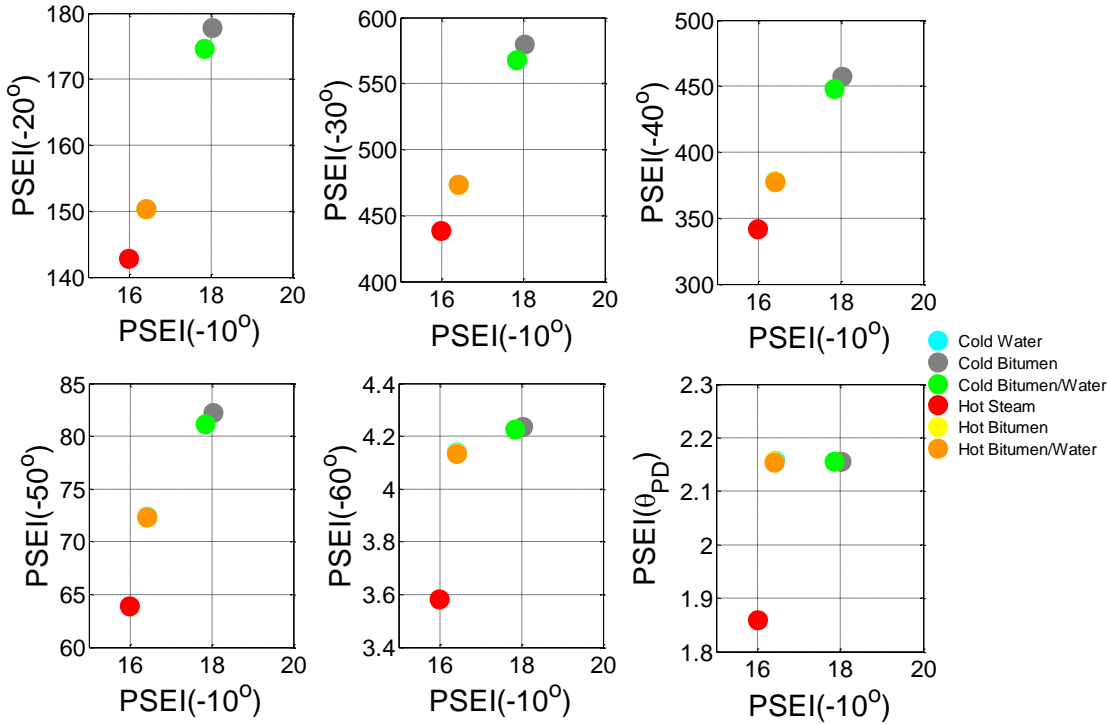 180
170
160
150
140
16 18 20
PSEI(-20°)
PSEI(-10°)
600
550
500
450
400
16 18 20
PSEI(-30°)
PSEI(-10°)
500
450
400
350
300
16 18 20
PSEI(-40°)
PSEI(-10°)
85
80
75
70
65
60
16 18 20
PSEI(-50°)
PSEI(-10°)
4.4
4.2
4
3.8
3.6
3.4
16 18 20
PSEI(-60°)
PSEI(-10°)
2.3
2.2
2.1
2
1.9
1.8
16 18 20
PSEI(θPD)
PSEI(-10°)
Cold Water
Cold Bitumen
Cold Bitumen/Water
Hot Steam
Hot Bitumen
Hot Bitumen/Water